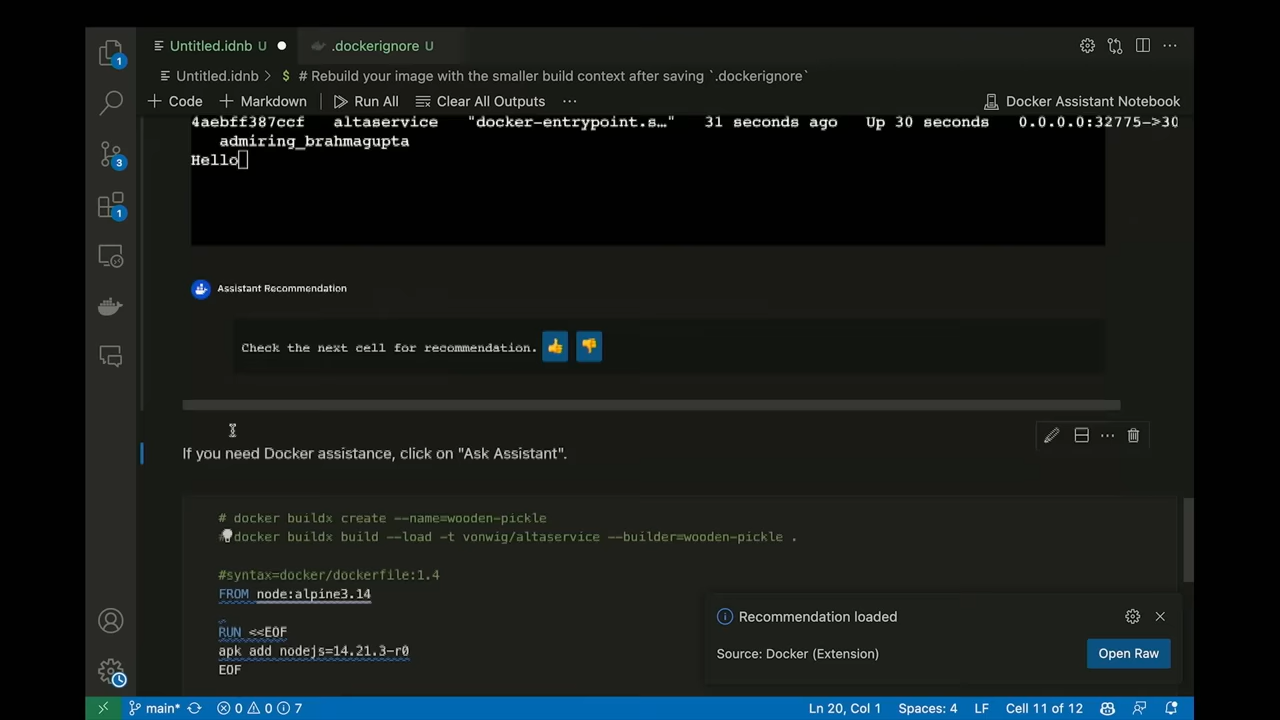 Untitled.idnb U
.dockerignore U
Untitled.idnb > $ # Rebuild your image with the smaller build context after saving `.dockerignore`
+ Code + Markdown Run All Clear All Outputs ... Docker Assistant Notebook
4aebff387ccf altaservice "docker-entrypoint.s…" 31 seconds ago Up 30 seconds 0.0.0.0:32775->30
admiring_brahmagupta
Hello
1
3
1
Assistant Recommendation
Check the next cell for recommendation.
If you need Docker assistance, click on "Ask Assistant".
# docker buildx create --name=wooden-pickle
# docker buildx build --load -t vonwig/altaservice --builder=wooden-pickle .
#syntax=docker/dockerfile:1.4
FROM node:alpine3.14
RUN <<EOF
apk add nodejs=14.21.3-r0
EOF
Recommendation loaded
Source: Docker (Extension)
Open Raw
main* 0 0 7 Ln 20, Col 1 Spaces: 4 LF Cell 11 of 12